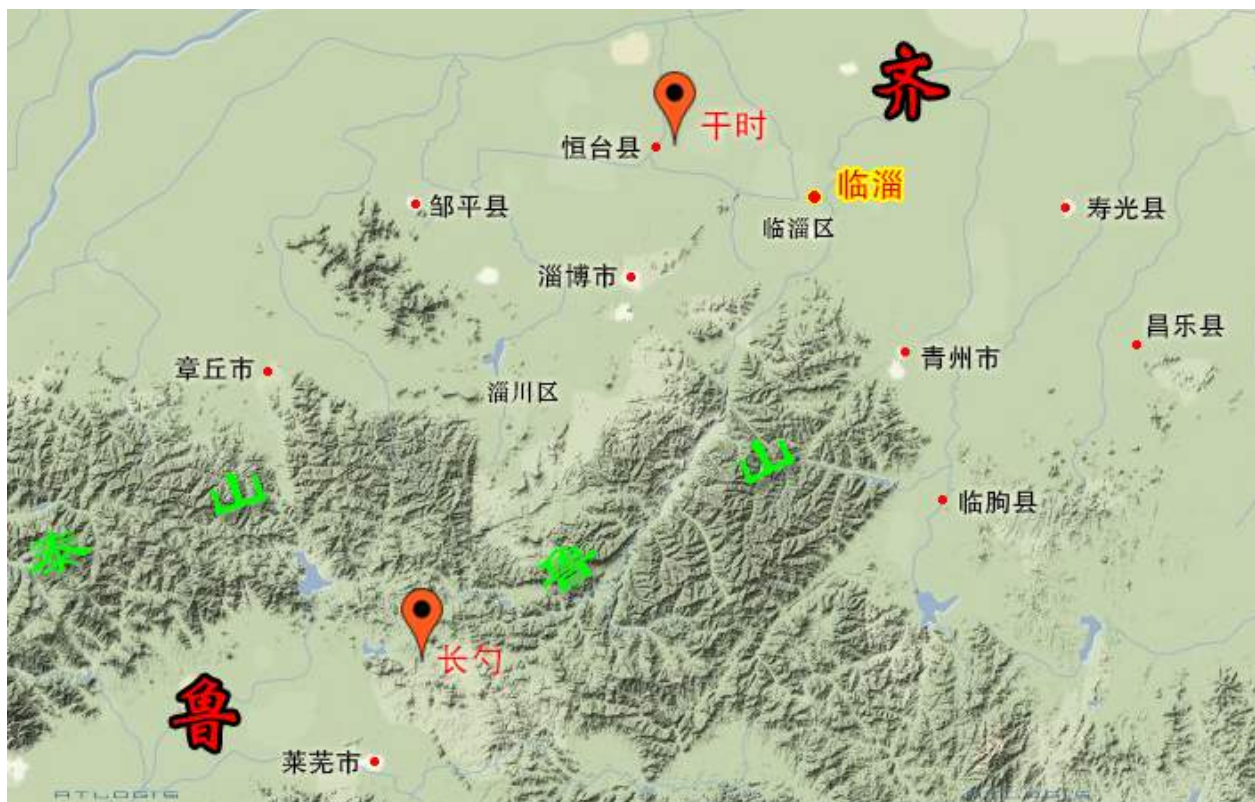 齐
干时
恒台县
临淄
邹平县
寿光县
临淄区
淄博市
昌乐县
青州市
章丘市
淄川区
泰山
鲁山
临朐县
长勺
鲁
莱芜市
ATLOGIS